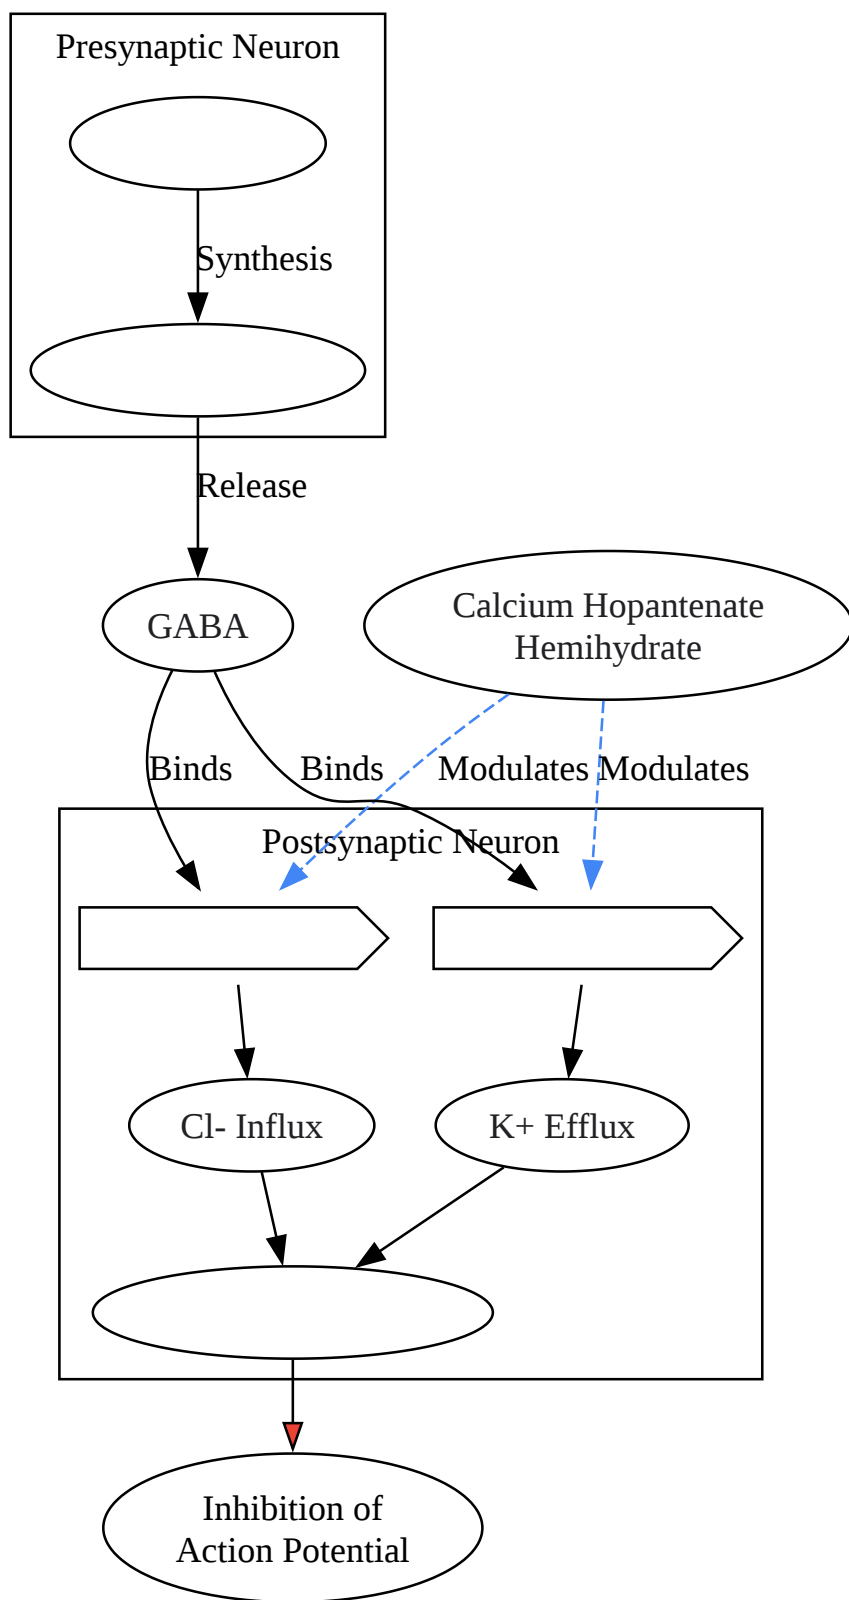 Presynaptic Neuron
Synthesis
Release
GABA
Calcium Hopantenate
Hemihydrate
Binds
Binds
Modulates
Modulates
Postsynaptic Neuron
Cl- Influx
K+ Efflux
Inhibition of
Action Potential